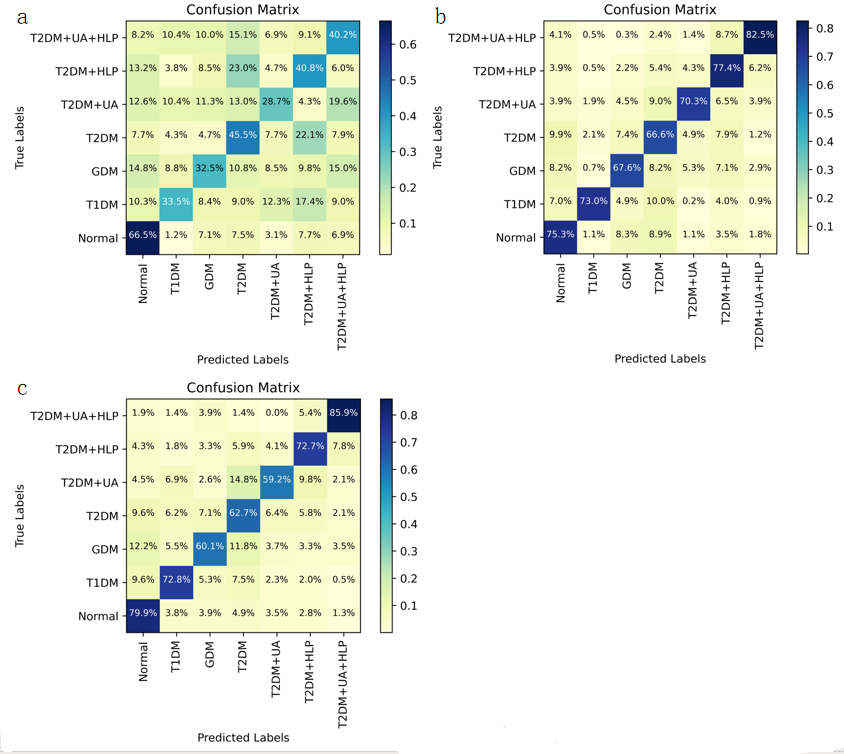 a
Confusion Matrix
True Labels
T2DM+UA+HLP 8.2% 10.4% 10.0% 15.1% 6.9% 9.1% 40.2%
T2DM+HLP 13.2% 3.8% 8.5% 23.0% 4.7% 40.8% 6.0%
T2DM+UA 12.6% 10.4% 11.3% 13.0% 28.7% 4.3% 19.6%
T2DM 7.7% 4.3% 4.7% 45.5% 7.7% 22.1% 7.9%
GDM 14.8% 8.8% 32.5% 10.8% 8.5% 9.8% 15.0%
T1DM 10.3% 33.5% 8.4% 9.0% 12.3% 17.4% 9.0%
Normal 66.5% 1.2% 7.1% 7.5% 3.1% 7.7% 6.9%
Normal T1DM GDM T2DM T2DM+UA T2DM+HLP T2DM+UA+HLP
Predicted Labels
0.6
0.5
0.4
0.3
0.2
0.1
b
Confusion Matrix
True Labels
T2DM+UA+HLP 4.1% 0.5% 0.3% 2.4% 1.4% 8.7% 82.5%
T2DM+HLP 3.9% 0.5% 2.2% 5.4% 4.3% 77.4% 6.2%
T2DM+UA 3.9% 1.9% 4.5% 9.0% 70.3% 6.5% 3.9%
T2DM 9.9% 2.1% 7.4% 66.6% 4.9% 7.9% 1.2%
GDM 8.2% 0.7% 67.6% 8.2% 5.3% 7.1% 2.9%
T1DM 7.0% 73.0% 4.9% 10.0% 0.2% 4.0% 0.9%
Normal 75.3% 1.1% 8.3% 8.9% 1.1% 3.5% 1.8%
Normal T1DM GDM T2DM T2DM+UA T2DM+HLP T2DM+UA+HLP
Predicted Labels
0.8
0.7
0.6
0.5
0.4
0.3
0.2
0.1
c
Confusion Matrix
True Labels
T2DM+UA+HLP 1.9% 1.4% 3.9% 1.4% 0.0% 5.4% 85.9%
T2DM+HLP 4.3% 1.8% 3.3% 5.9% 4.1% 72.7% 7.8%
T2DM+UA 4.5% 6.9% 2.6% 14.8% 59.2% 9.8% 2.1%
T2DM 9.6% 6.2% 7.1% 62.7% 6.4% 5.8% 2.1%
GDM 12.2% 5.5% 60.1% 11.8% 3.7% 3.3% 3.5%
T1DM 9.6% 72.8% 5.3% 7.5% 2.3% 2.0% 0.5%
Normal 79.9% 3.8% 3.9% 4.9% 3.5% 2.8% 1.3%
Normal T1DM GDM T2DM T2DM+UA T2DM+HLP T2DM+UA+HLP
Predicted Labels
0.8
0.7
0.6
0.5
0.4
0.3
0.2
0.1